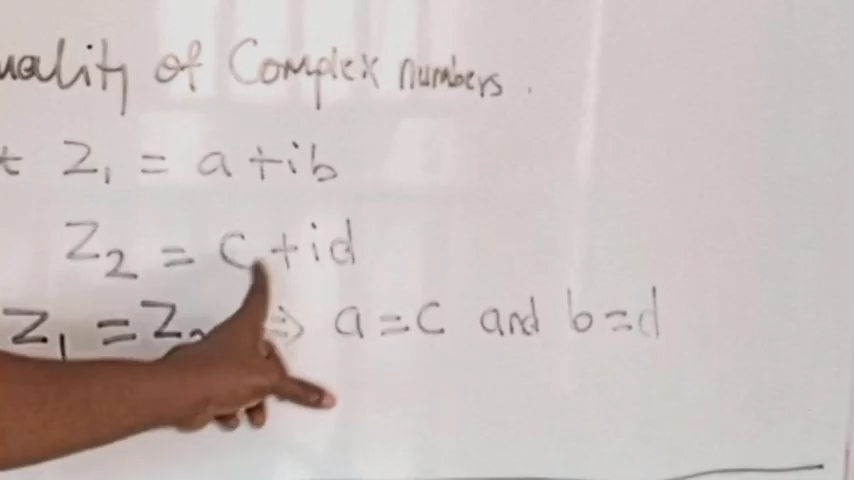 uality of Complex numbers.
t Z₁ = a+ib
Z₂ = c+id
Z₁ = Z₂ ⇒ a=c and b=d